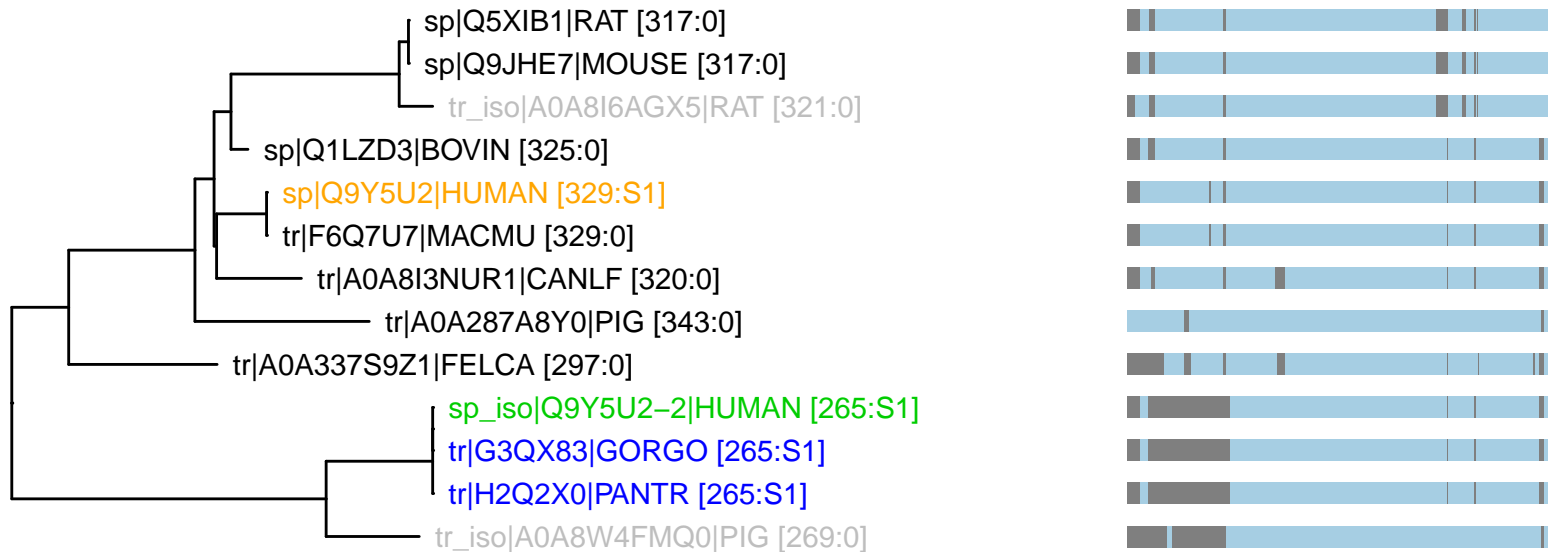 sp|Q5XIB1|RAT [317:0]
sp|Q9JHE7|MOUSE [317:0]
tr_iso|A0A8I6AGX5|RAT [321:0]
sp|Q1LZD3|BOVIN [325:0]
sp|Q9Y5U2|HUMAN [329:S1]
tr|F6Q7U7|MACMU [329:0]
tr|A0A8I3NUR1|CANLF [320:0]
tr|A0A287A8Y0|PIG [343:0]
tr|A0A337S9Z1|FELCA [297:0]
sp_iso|Q9Y5U2−2|HUMAN [265:S1]
tr|G3QX83|GORGO [265:S1]
tr|H2Q2X0|PANTR [265:S1]
tr_iso|A0A8W4FMQ0|PIG [269:0]